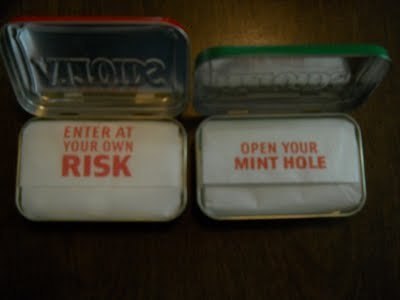 ENTER AT
YOUR OWN
RISK
OPEN YOUR
MINT HOLE